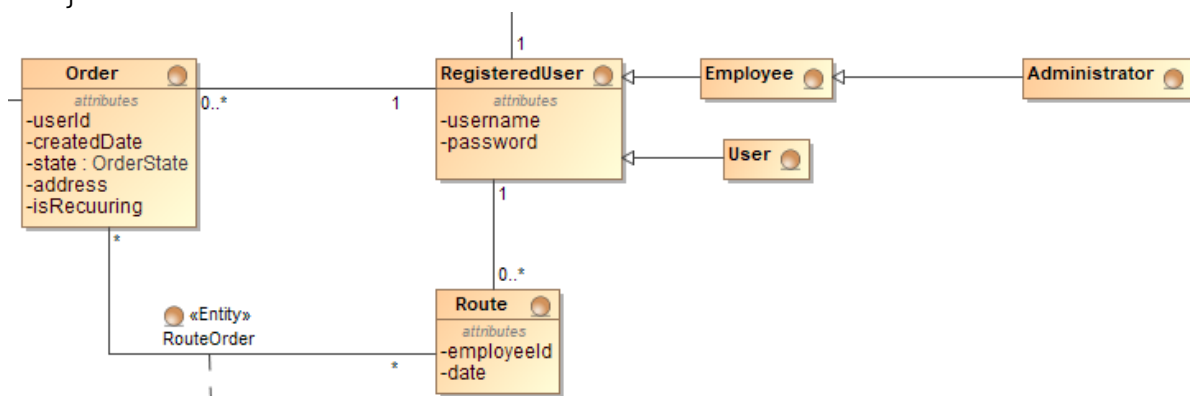 1
Order
attributes
-userId
-createdDate
-state : OrderState
-address
-isRecuuring
0..*
1
RegisteredUser
attributes
-username
-password
Employee
Administrator
User
1
0..*
*
«Entity»
RouteOrder
*
Route
attributes
-employeeId
-date